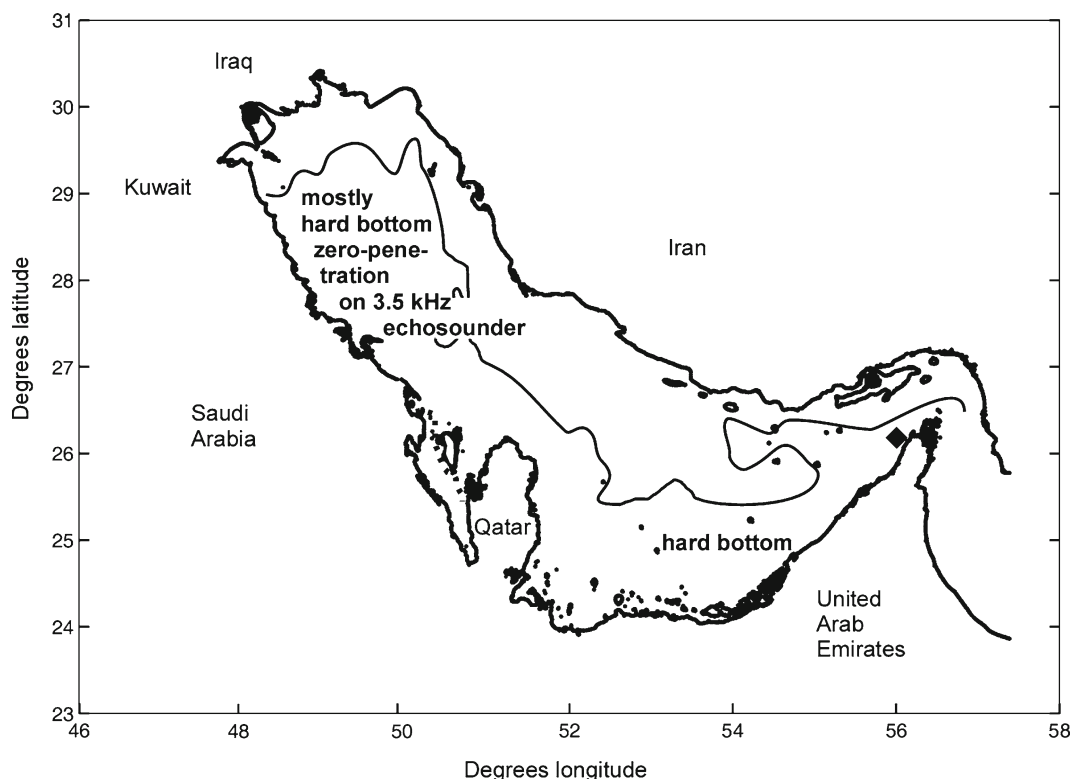 31
30
29
28
27
26
25
24
23
46
48
50
52
54
56
58
Degrees latitude
Degrees longitude
Iraq
Kuwait
mostly
hard bottom
zero-pene-
tration
on 3.5 kHz
echosounder
Iran
Saudi
Arabia
Qatar
hard bottom
United
Arab
Emirates